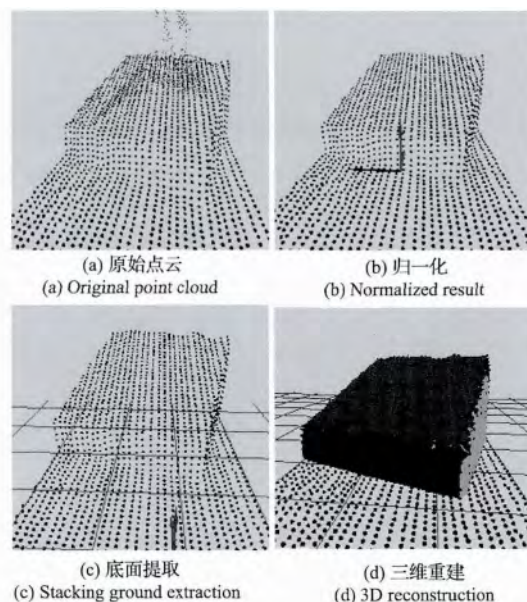 (a) 原始点云
(a) Original point cloud
(b) 归一化
(b) Normalized result
(c) 底面提取
(c) Stacking ground extraction
(d) 三维重建
(d) 3D reconstruction